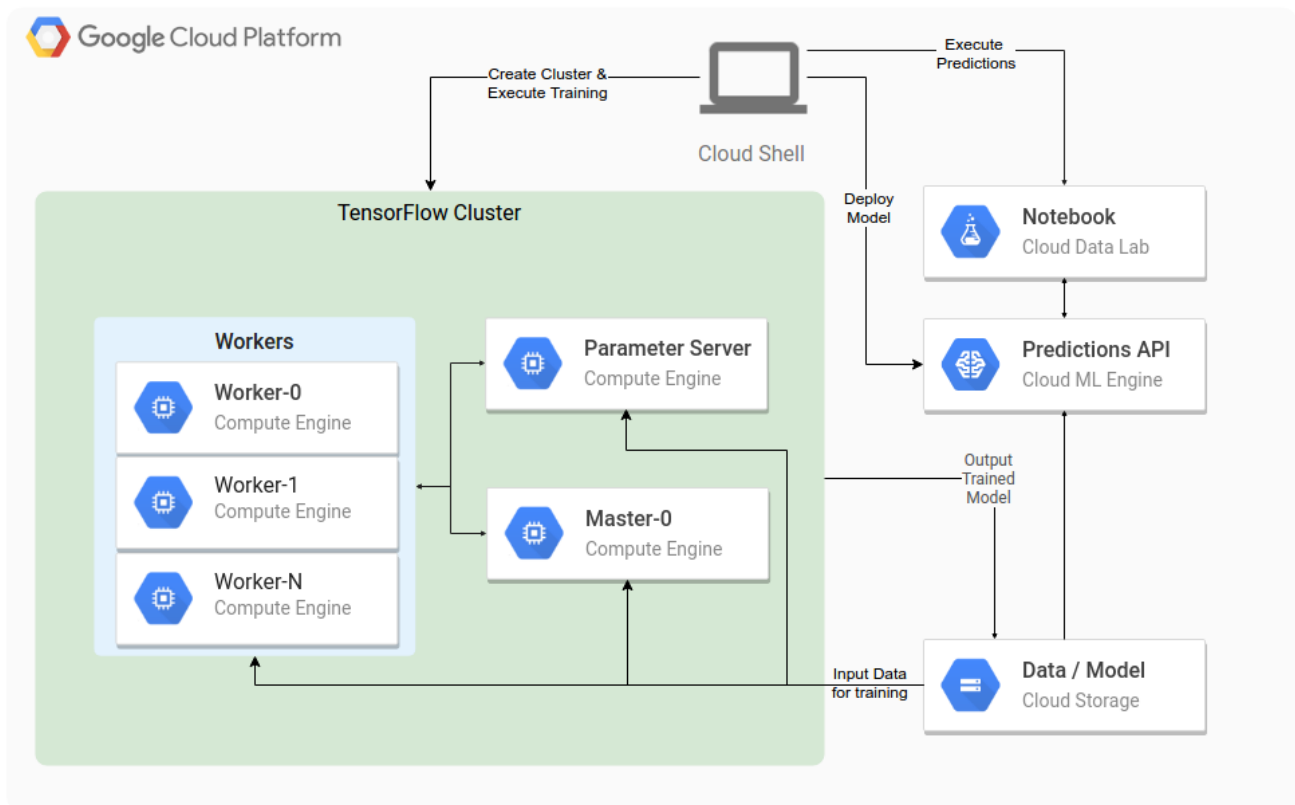 Google Cloud Platform
Execute
Predictions
Create Cluster &
Execute Training
Cloud Shell
Deploy
Model
Notebook
Cloud Data Lab
TensorFlow Cluster
Workers
Worker-0
Compute Engine
Worker-1
Compute Engine
Worker-N
Compute Engine
Parameter Server
Compute Engine
Master-0
Compute Engine
Predictions API
Cloud ML Engine
Output
Trained
Model
Input Data
for training
Data / Model
Cloud Storage